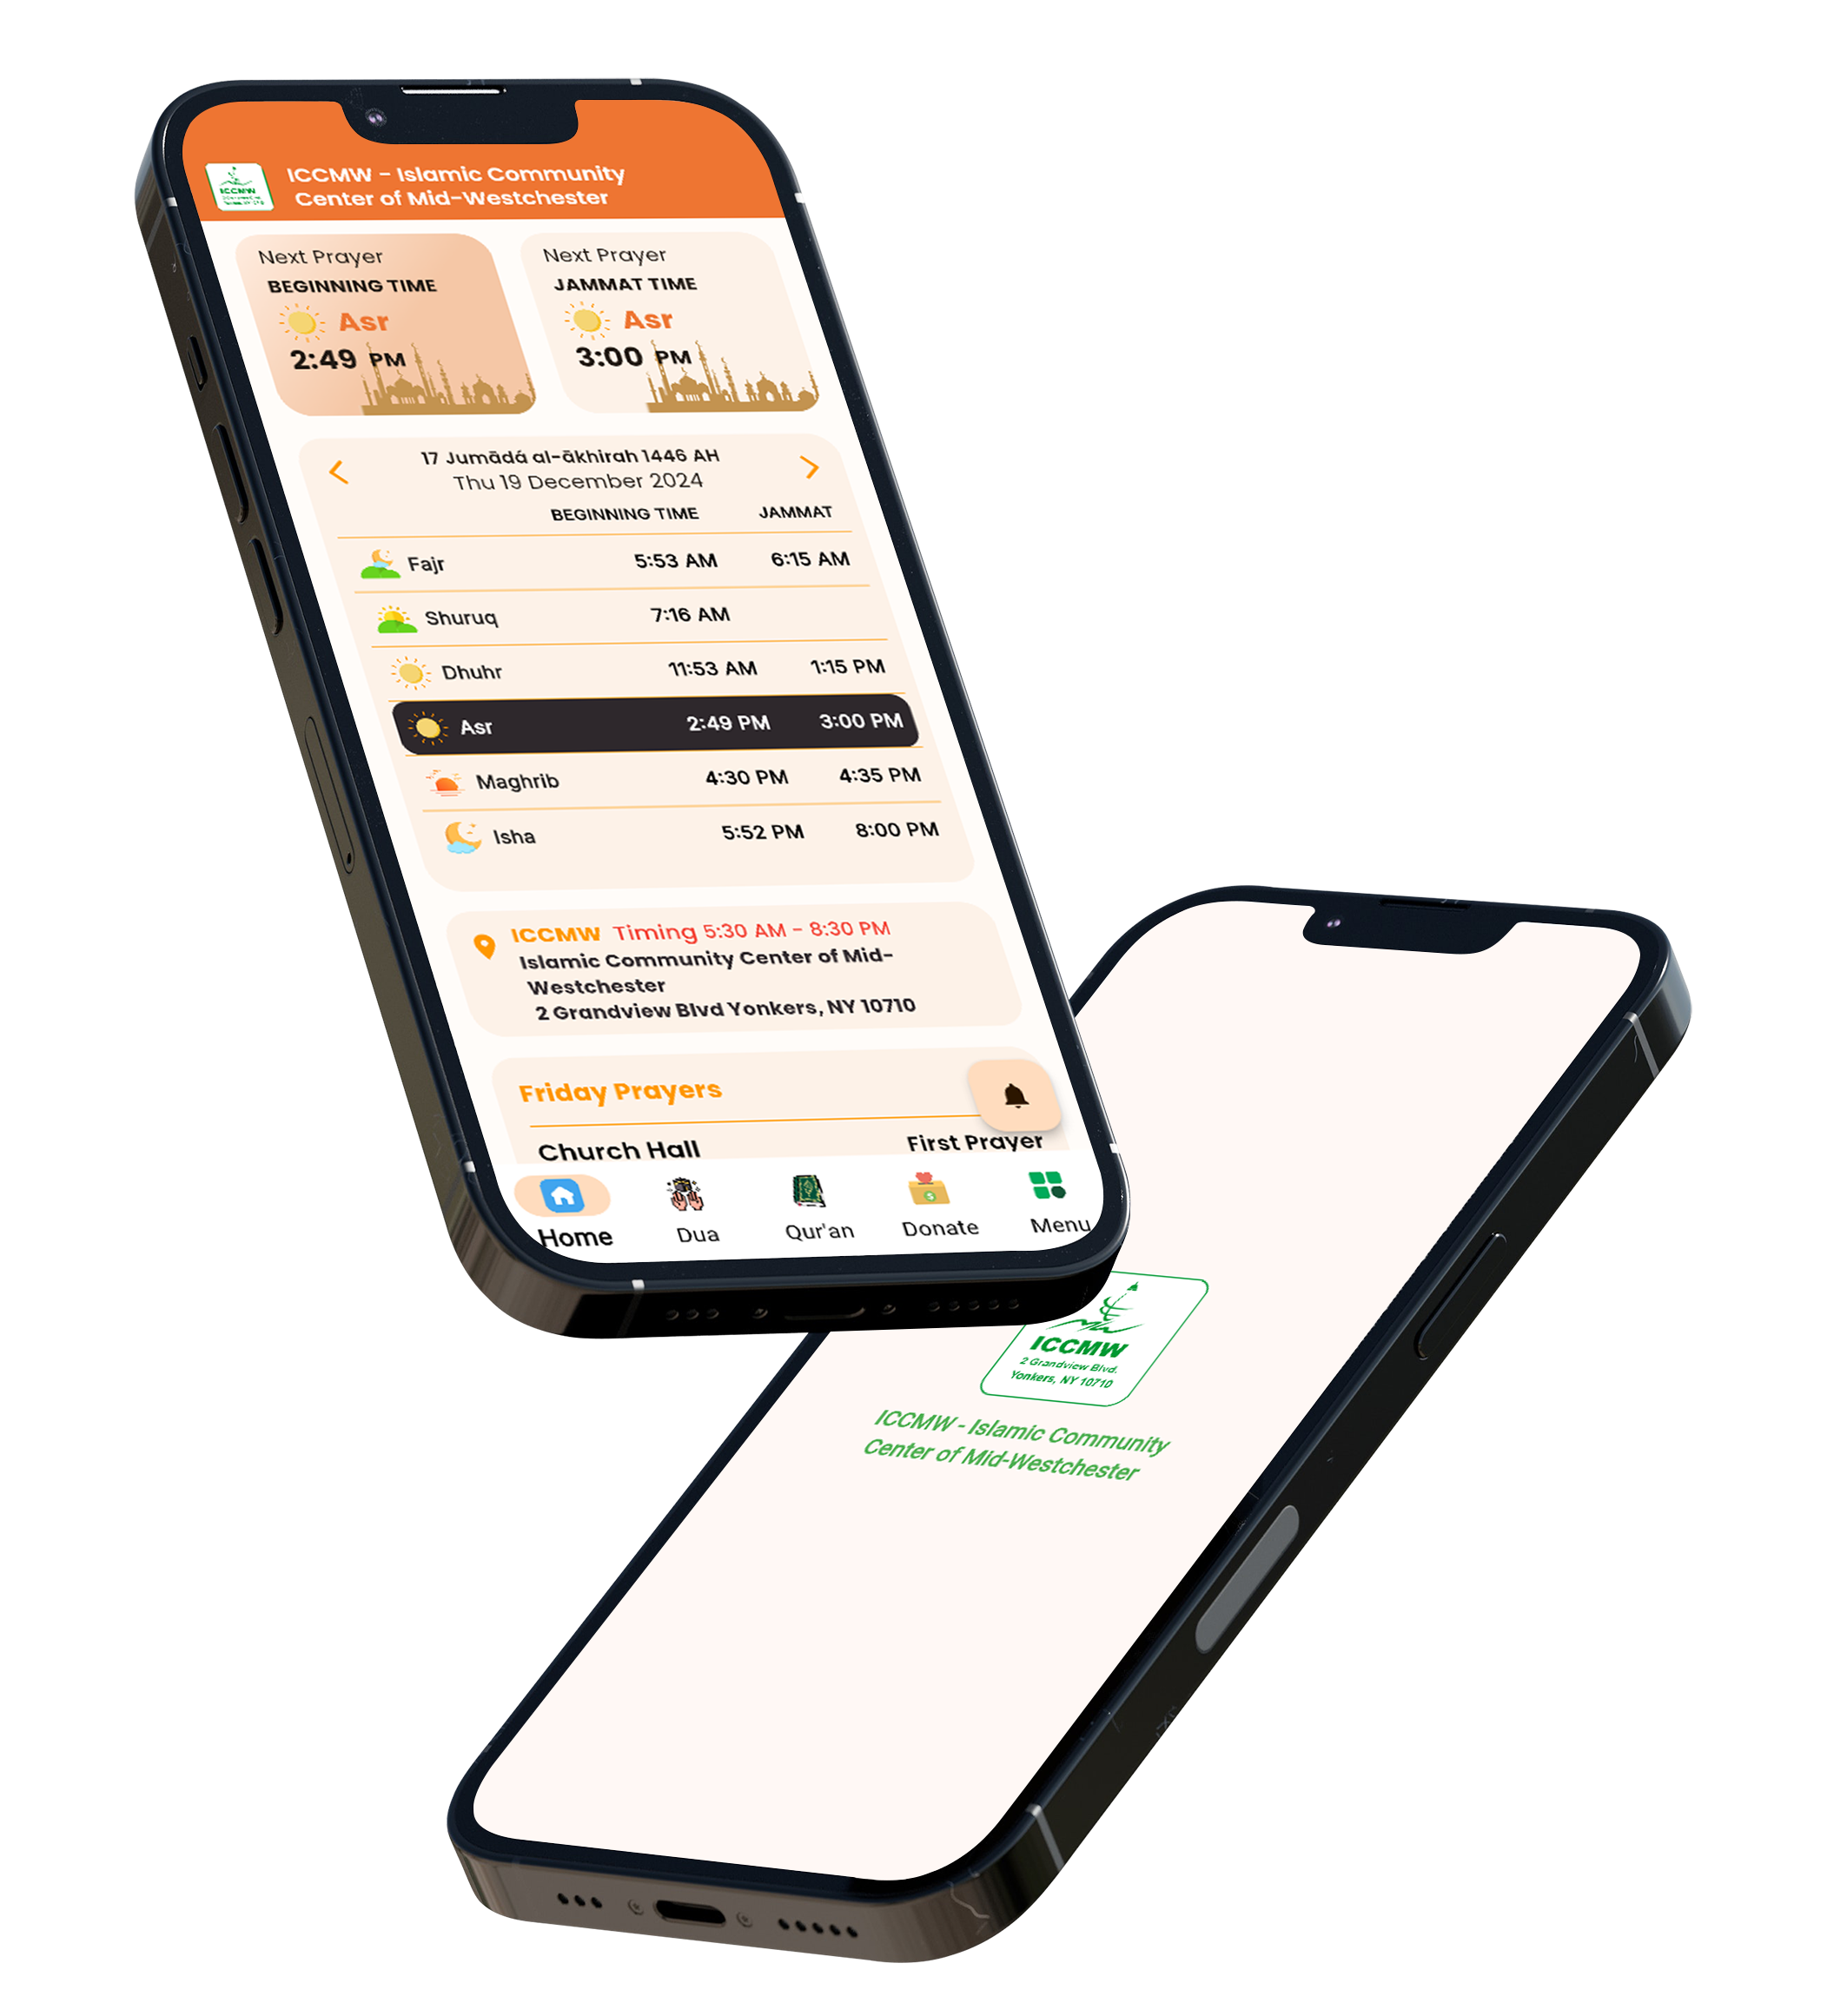 ICCMW
ICCMW - Islamic Community
Center of Mid-Westchester
Next Prayer
BEGINNING TIME
Asr
2:49 PM
Next Prayer
JAMMAT TIME
Asr
3:00 PM
17 Jumādá al-ākhirah 1446 AH
Thu 19 December 2024
BEGINNING TIME JAMMAT
Fajr 5:53 AM 6:15 AM
Shuruq 7:16 AM
Dhuhr 11:53 AM 1:15 PM
Asr 2:49 PM 3:00 PM
Maghrib 4:30 PM 4:35 PM
Isha 5:52 PM 8:00 PM
ICCMW Timing 5:30 AM - 8:30 PM
Islamic Community Center of Mid-
Westchester
2 Grandview Blvd Yonkers, NY 10710
Friday Prayers
Church Hall First Prayer
Home Dua Qur'an Donate Menu
ICCMW
2 Grandview Blvd.
Yonkers, NY 10710
ICCMW - Islamic Community
Center of Mid-Westchester